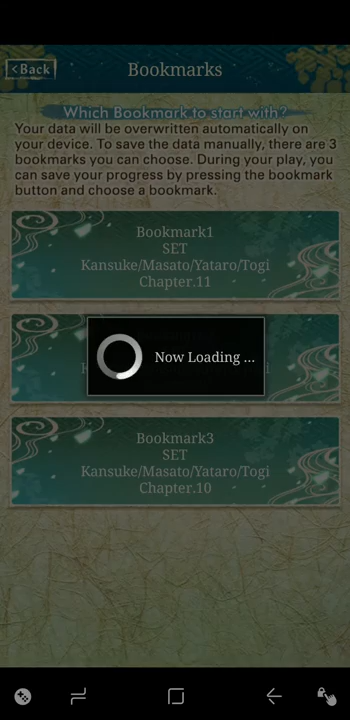 <Back
Bookmarks
Which Bookmark to start with?
Your data will be overwritten automatically on
your device. To save the data manually, there are 3
bookmarks you can choose. During your play, you
can save your progress by pressing the bookmark
button and choose a bookmark.
Bookmark1
SET
Kansuke/Masato/Yataro/Togi
Chapter.11
Now Loading ...
Bookmark3
SET
Kansuke/Masato/Yataro/Togi
Chapter.10